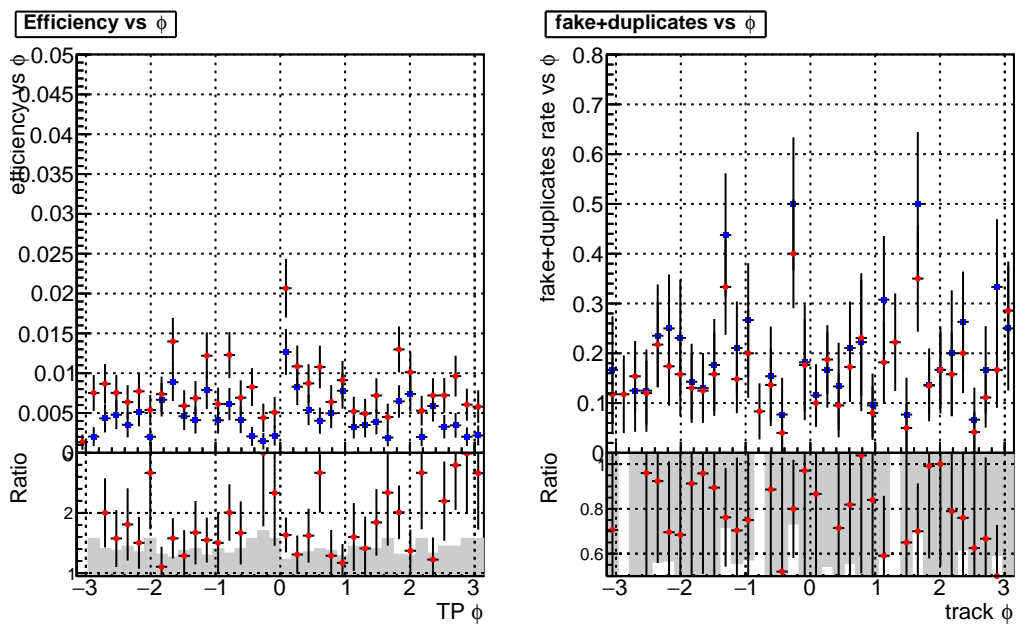 Efficiency vs ϕ
efficiency vs ϕ
0.05
0.045
0.04
0.035
0.03
0.025
0.02
0.015
0.01
0.005
0
Ratio
2
1
−3 −2 −1 0 1 2 3
TP ϕ
fake+duplicates vs ϕ
fake+duplicates rate vs ϕ
0.8
0.7
0.6
0.5
0.4
0.3
0.2
0.1
0
Ratio
1
0.8
0.6
−3 −2 −1 0 1 2 3
track ϕ